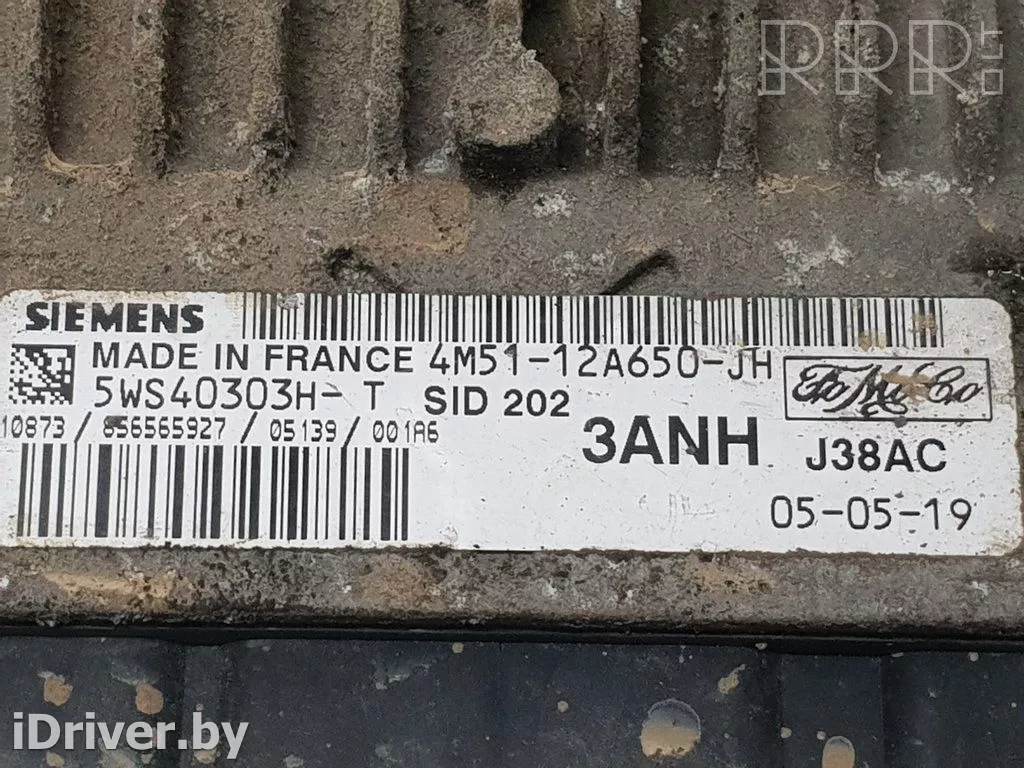 RRR.LT
SIEMENS
MADE IN FRANCE 4M51-12A650-JH
5WS40303H-T SID 202
10873/856565927/05139/001A6
3ANH J38AC
05-05-19
iDriver.by